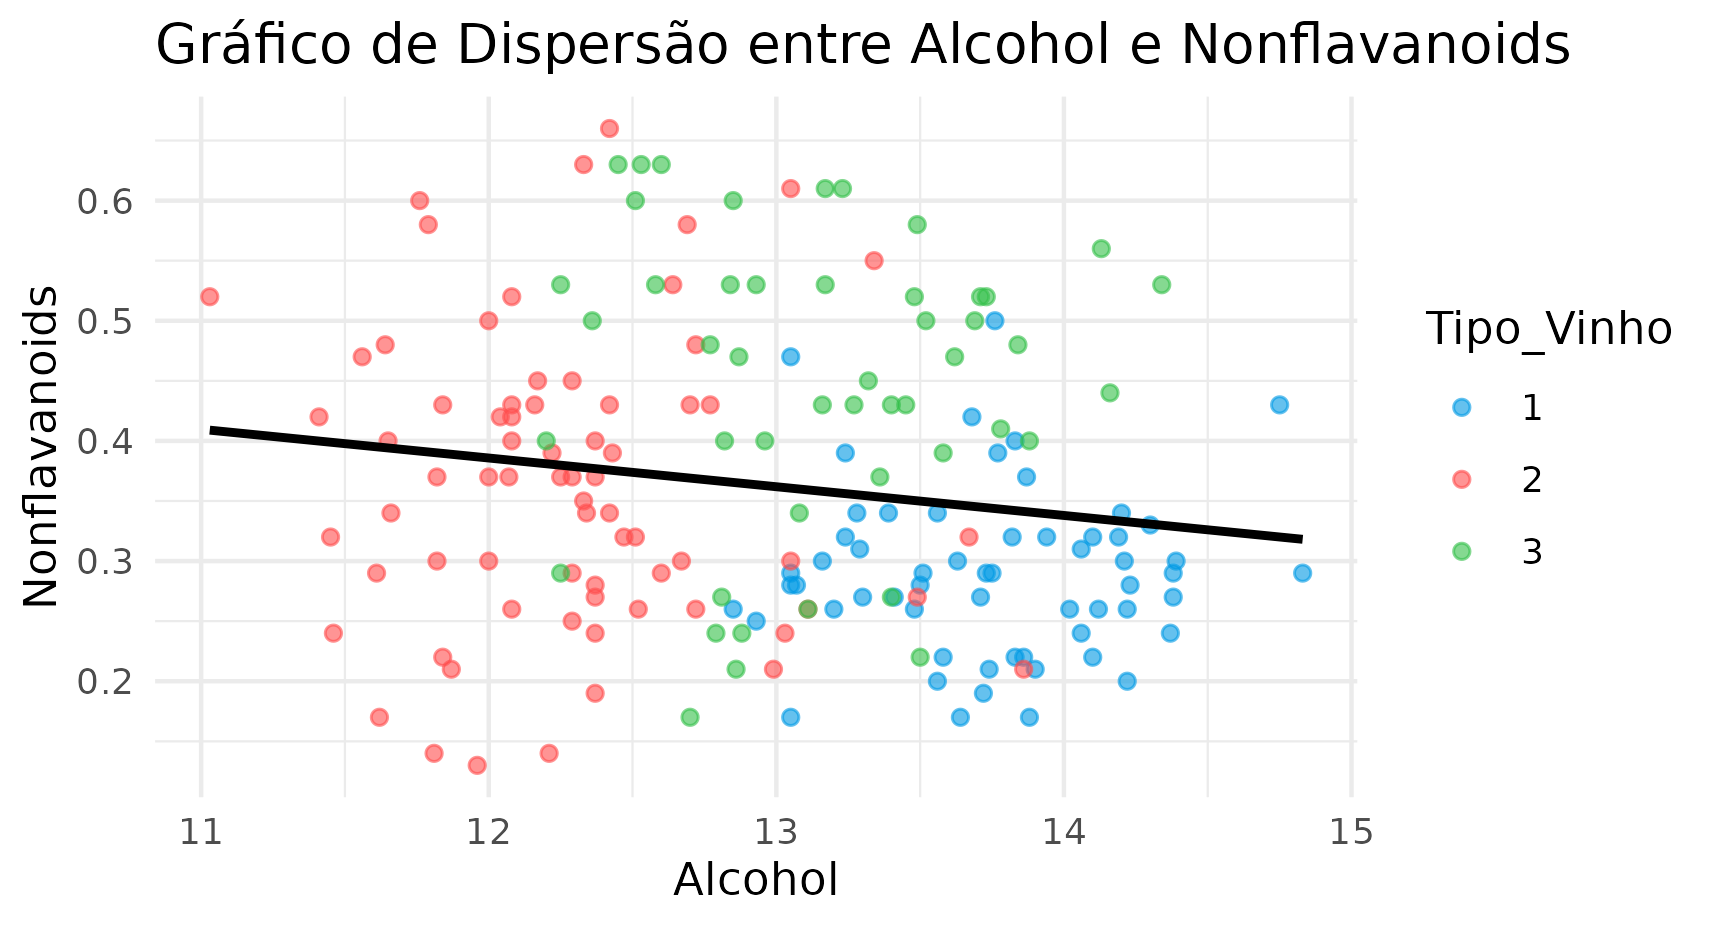 Gráfico de Dispersão entre Alcohol e Nonflavanoids
Nonflavanoids
0.6
0.5
0.4
0.3
0.2
11 12 13 14 15
Alcohol
Tipo_Vinho
1
2
3